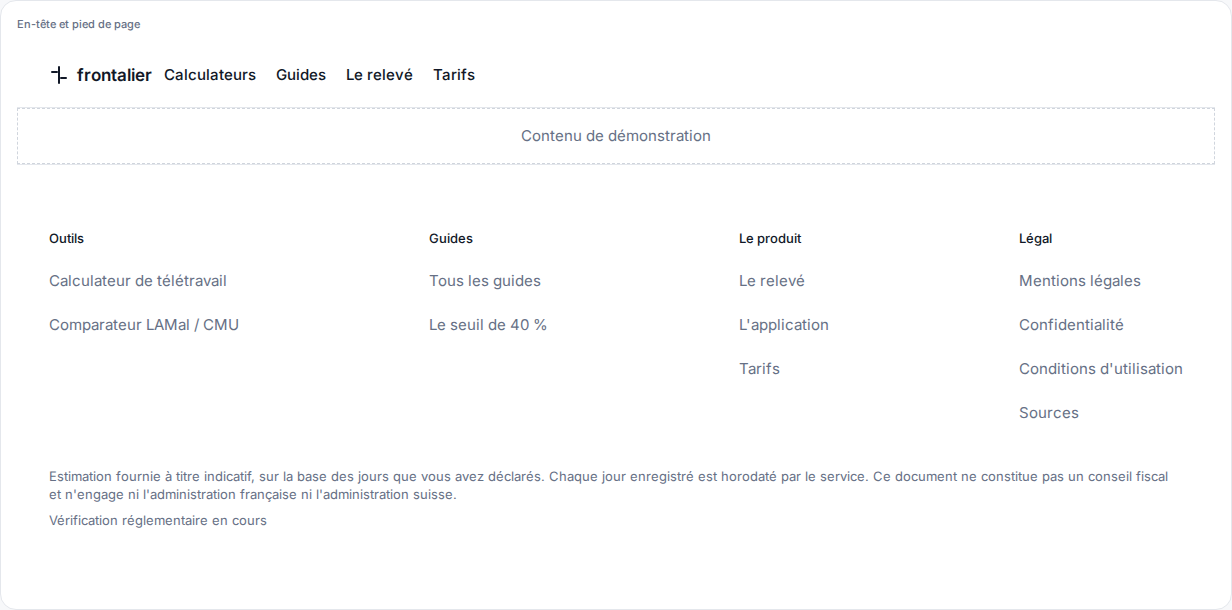 En-tête et pied de page
frontalier Calculateurs Guides Le relevé Tarifs
Contenu de démonstration
Outils
Calculateur de télétravail
Comparateur LAMal / CMU
Guides
Tous les guides
Le seuil de 40 %
Le produit
Le relevé
L'application
Tarifs
Légal
Mentions légales
Confidentialité
Conditions d'utilisation
Sources
Estimation fournie à titre indicatif, sur la base des jours que vous avez déclarés. Chaque jour enregistré est horodaté par le service. Ce document ne constitue pas un conseil fiscal
et n'engage ni l'administration française ni l'administration suisse.
Vérification réglementaire en cours